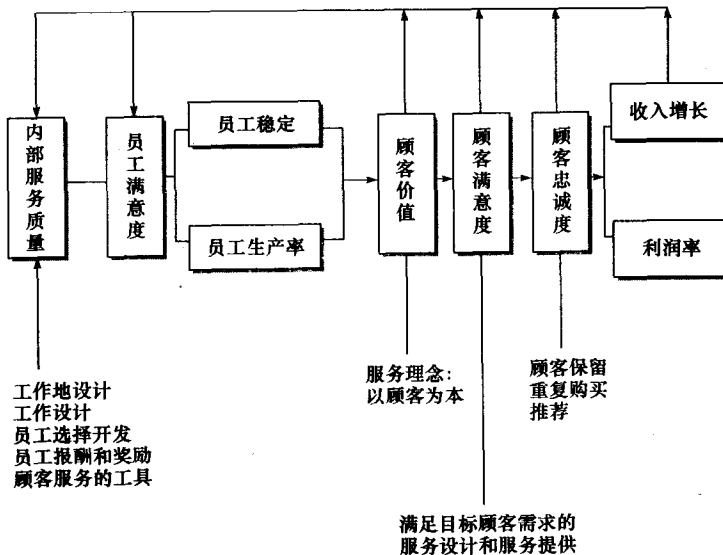 内部服务质量
员工满意度
员工稳定
员工生产率
顾客价值
顾客满意度
顾客忠诚度
收入增长
利润率
工作地设计
工作设计
员工选择开发
员工报酬和奖励
顾客服务的工具
服务理念：
以顾客为本
顾客保留
重复购买
推荐
满足目标顾客需求的
服务设计和服务提供